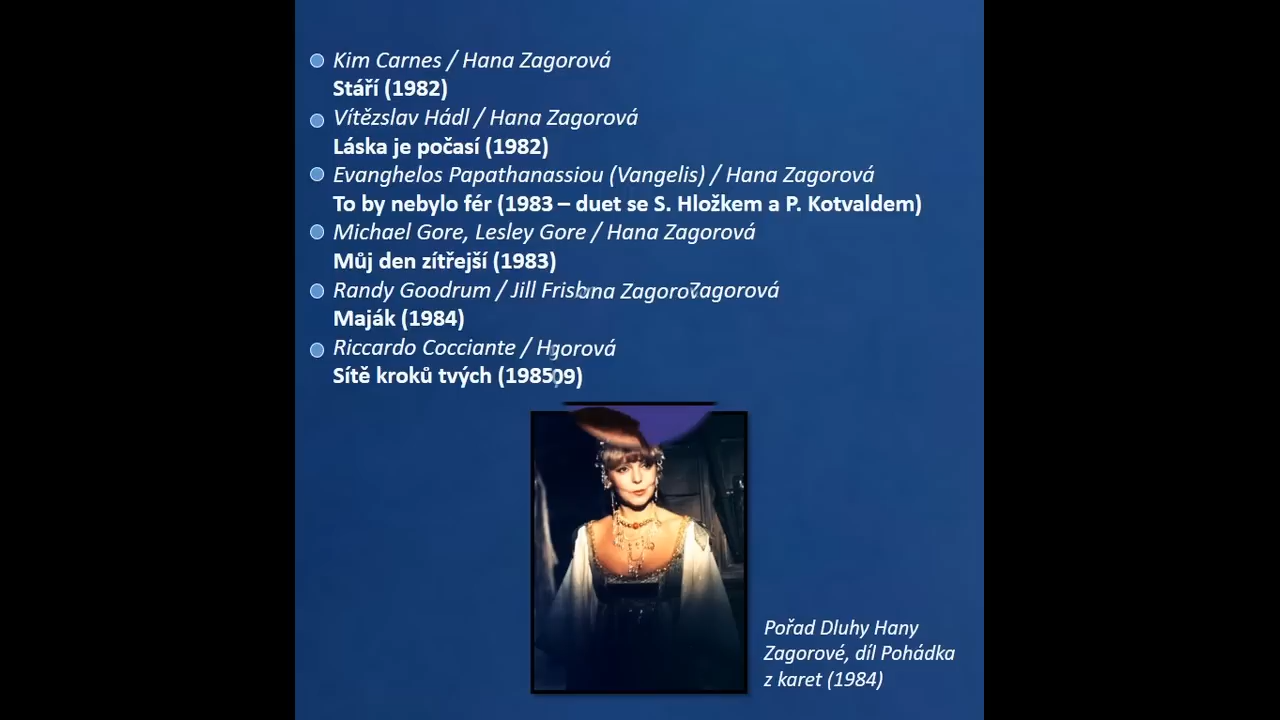 Kim Carnes / Hana Zagorová
Stáří (1982)
Vítězslav Hádl / Hana Zagorová
Láska je počasí (1982)
Evanghelos Papathanassiou (Vangelis) / Hana Zagorová
To by nebylo fér (1983 – duet se S. Hložkem a P. Kotvaldem)
Michael Gore, Lesley Gore / Hana Zagorová
Můj den zítřejší (1983)
Randy Goodrum / Jill Zagorová
Maják (1984)
Riccardo Cocciante /
Sítě kroků tvých
Pořad Dluhy Hany
Zagorové, díl Pohádka
z karet (1984)